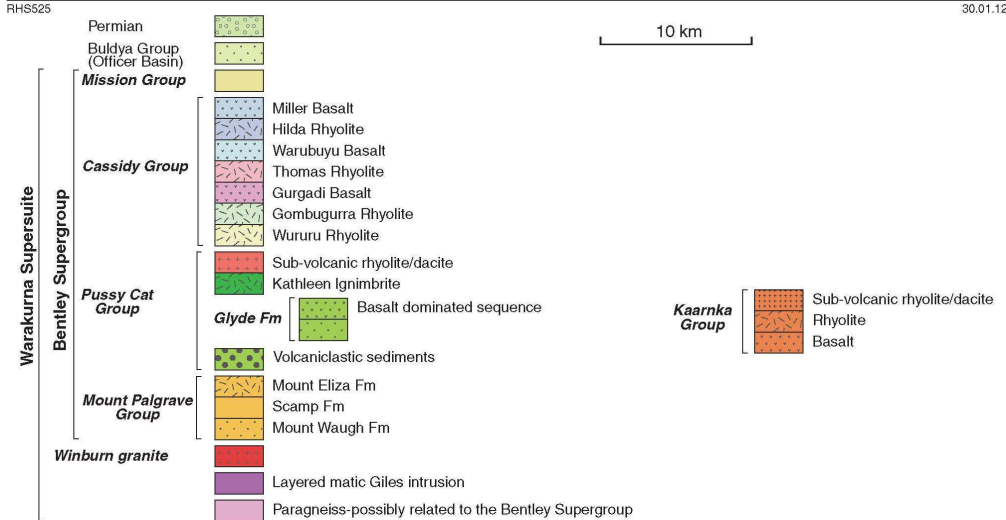 RHS525
30.01.12
Permian
10 km
Buldya Group
(Officer Basin)
Mission Group
Miller Basalt
Hilda Rhyolite
Warubuyu Basalt
Cassidy Group
Thomas Rhyolite
Gurgadi Basalt
Gombugurra Rhyolite
Wururu Rhyolite
Warakurna Supersuite
Bentley Supergroup
Sub-volcanic rhyolite/dacite
Kathleen Ignimbrite
Pussy Cat
Group
Glyde Fm
Basalt dominated sequence
Volcaniclastic sediments
Kaarnka
Group
Sub-volcanic rhyolite/dacite
Rhyolite
Basalt
Mount Eliza Fm
Mount Palgrave
Group
Scamp Fm
Mount Waugh Fm
Winburn granite
Layered matic Giles intrusion
Paragneiss-possibly related to the Bentley Supergroup